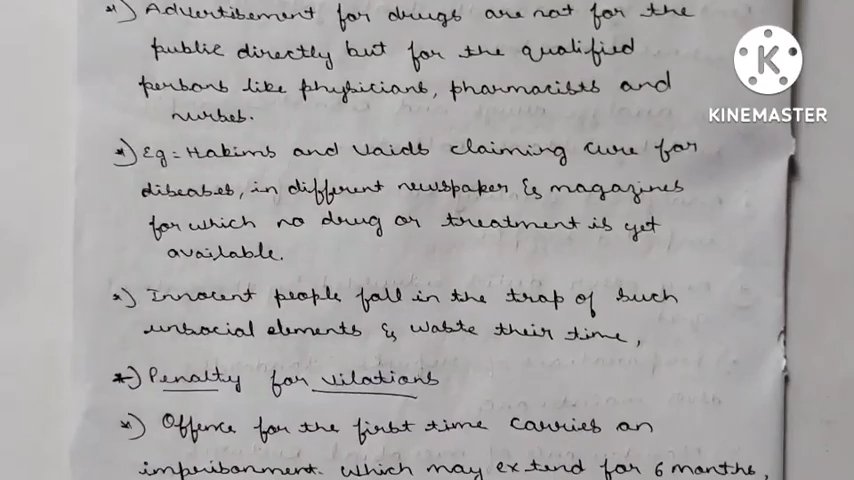 *) Advertisement for drugs are not for the
public directly but for the qualified
persons like physicians, pharmacists and
nurses.
*) Eg = Hakims and Vaids claiming cure for
diseases, in different newspaper & magazines
for which no drug or treatment is yet
available.
*) Innocent people fall in the trap of such
unsocial elements & waste their time,
*) Penalty for vilations
*) Offence for the first time carries an
imprisonment which may extend for 6 months,
K
KINEMASTER